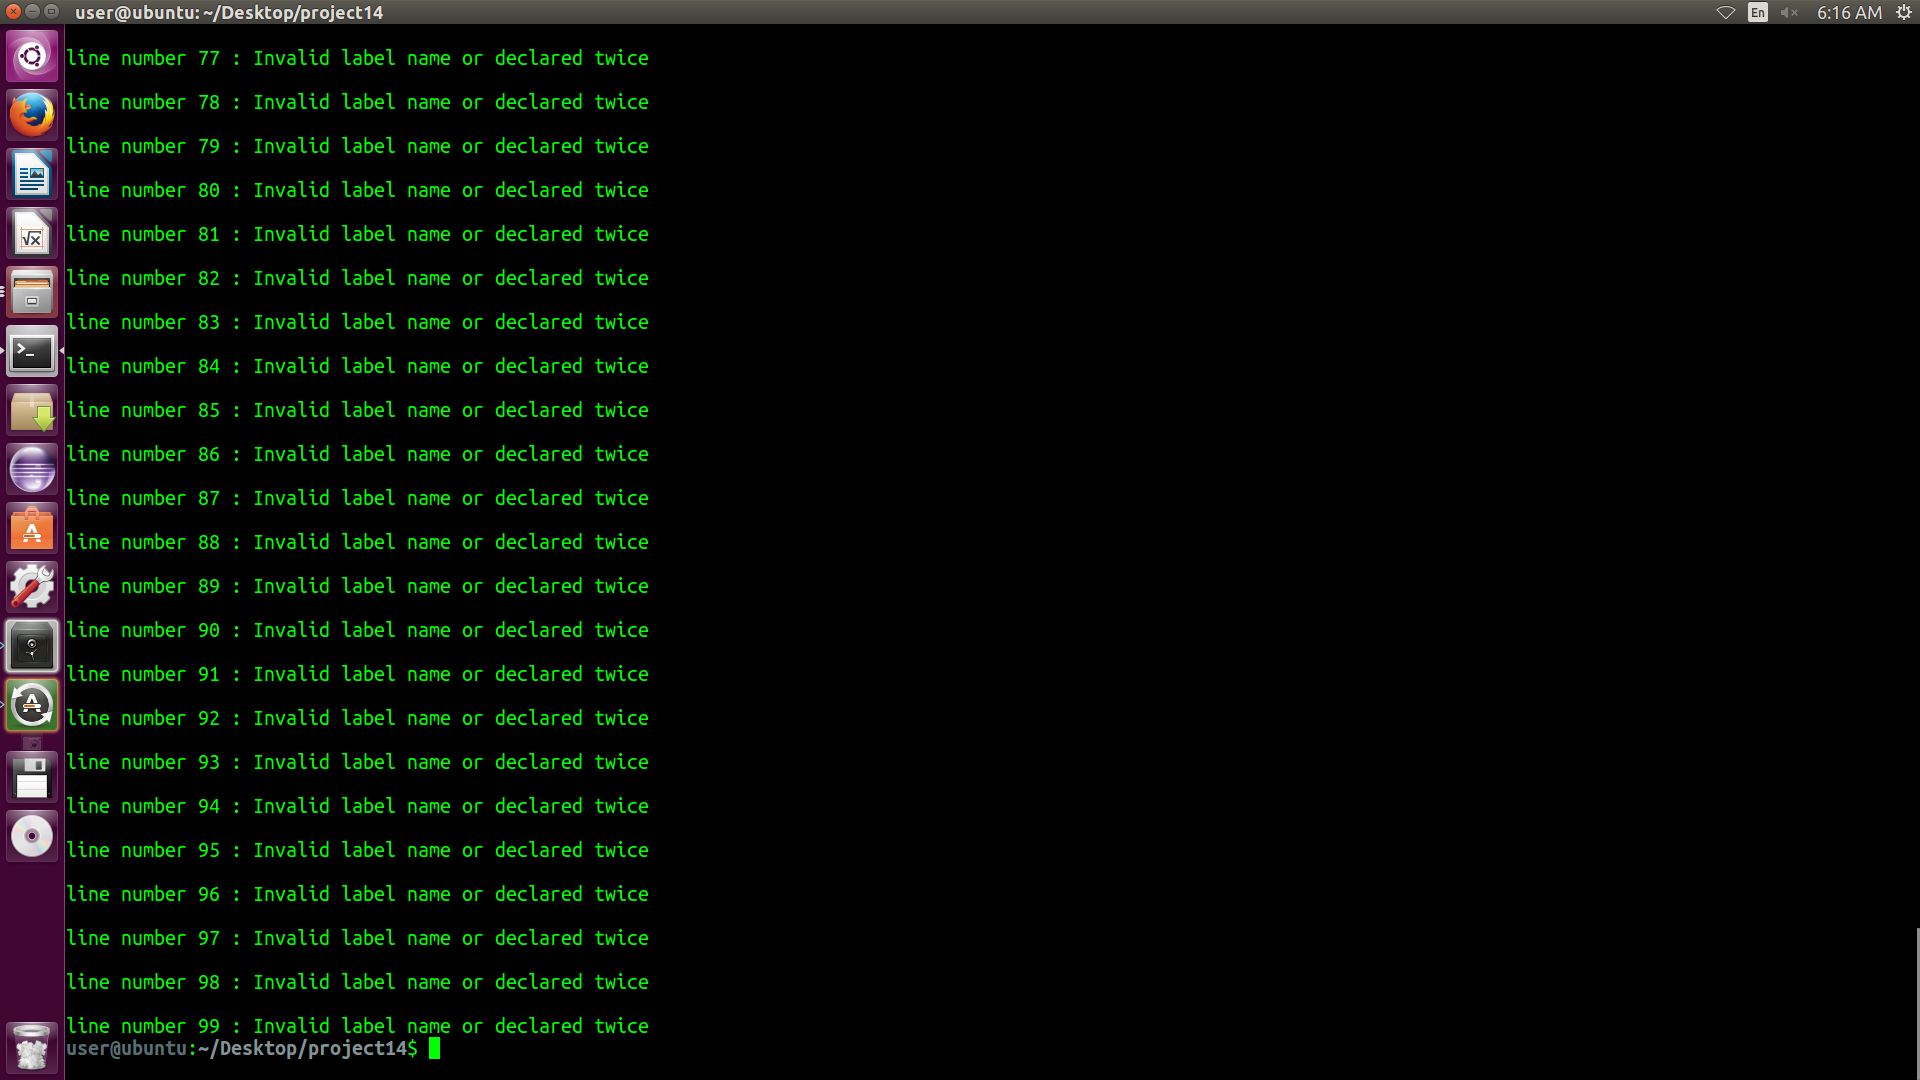 user@ubuntu: ~/Desktop/project14
En
6:16 AM
line number 77 : Invalid label name or declared twice
line number 78 : Invalid label name or declared twice
line number 79 : Invalid label name or declared twice
line number 80 : Invalid label name or declared twice
line number 81 : Invalid label name or declared twice
line number 82 : Invalid label name or declared twice
line number 83 : Invalid label name or declared twice
line number 84 : Invalid label name or declared twice
line number 85 : Invalid label name or declared twice
line number 86 : Invalid label name or declared twice
line number 87 : Invalid label name or declared twice
line number 88 : Invalid label name or declared twice
line number 89 : Invalid label name or declared twice
line number 90 : Invalid label name or declared twice
line number 91 : Invalid label name or declared twice
line number 92 : Invalid label name or declared twice
line number 93 : Invalid label name or declared twice
line number 94 : Invalid label name or declared twice
line number 95 : Invalid label name or declared twice
line number 96 : Invalid label name or declared twice
line number 97 : Invalid label name or declared twice
line number 98 : Invalid label name or declared twice
line number 99 : Invalid label name or declared twice
user@ubuntu:~/Desktop/project14$